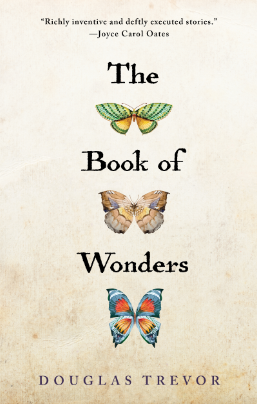 “Richly inventive and deftly executed stories.”
—Joyce Carol Oates
The
Book of
Wonders
DOUGLAS TREVOR